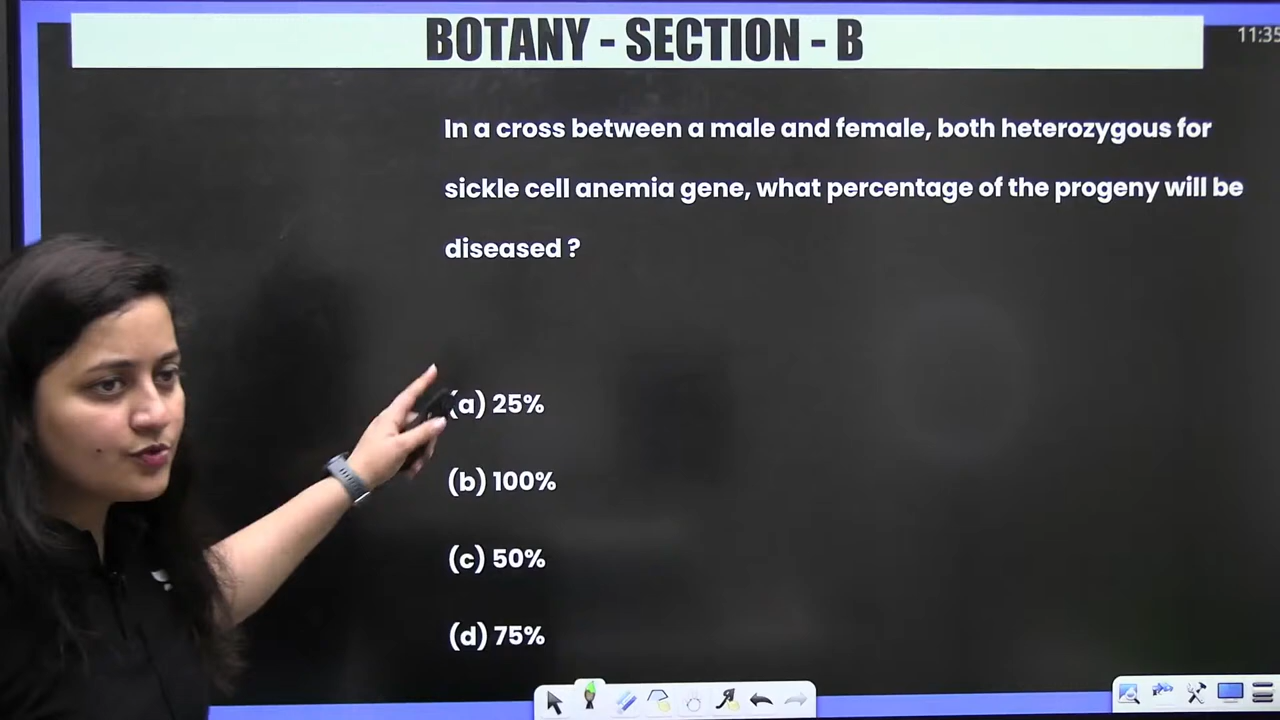 BOTANY - SECTION - B
11:35
In a cross between a male and female, both heterozygous for
sickle cell anemia gene, what percentage of the progeny will be
diseased ?
(a) 25%
(b) 100%
(c) 50%
(d) 75%